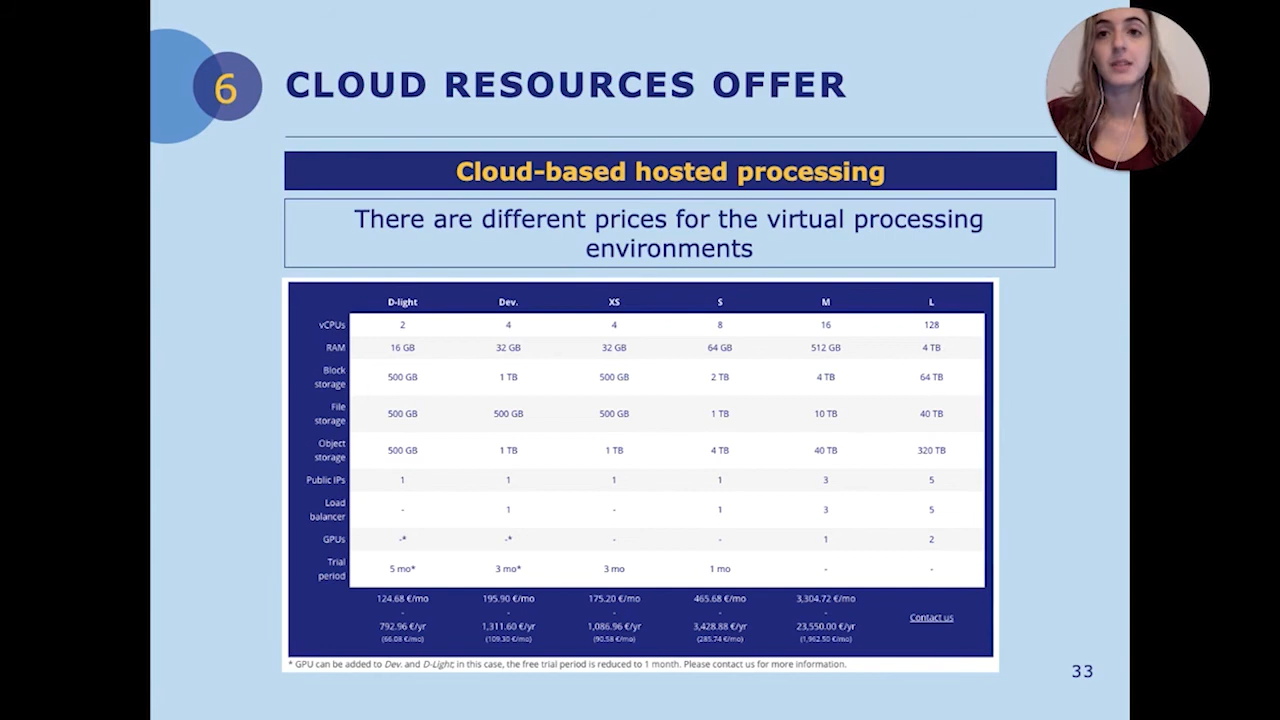 6
CLOUD RESOURCES OFFER
Cloud-based hosted processing
There are different prices for the virtual processing
environments
D-light Dev. XS S M L
vCPUs 2 4 4 8 16 128
RAM 16 GB 32 GB 32 GB 64 GB 512 GB 4 TB
Block
storage 500 GB 1 TB 500 GB 2 TB 4 TB 64 TB
File
storage 500 GB 500 GB 500 GB 1 TB 10 TB 40 TB
Object
storage 500 GB 1 TB 1 TB 4 TB 40 TB 320 TB
Public IPs 1 1 1 1 3 5
Load
balancer - 1 - 1 3 5
GPUs -* -* - - 1 2
Trial
period 5 mo* 3 mo* 3 mo 1 mo - -
124.68 €/mo 195.90 €/mo 175.20 €/mo 465.68 €/mo 3,304.72 €/mo
- - - - -
Contact us
792.96 €/yr 1,311.60 €/yr 1,086.96 €/yr 3,428.88 €/yr 23,550.00 €/yr
(66.08 €/mo) (109.30 €/mo) (90.58 €/mo) (285.74 €/mo) (1,962.50 €/mo)
* GPU can be added to Dev. and D-Light; in this case, the free trial period is reduced to 1 month. Please contact us for more information.
33